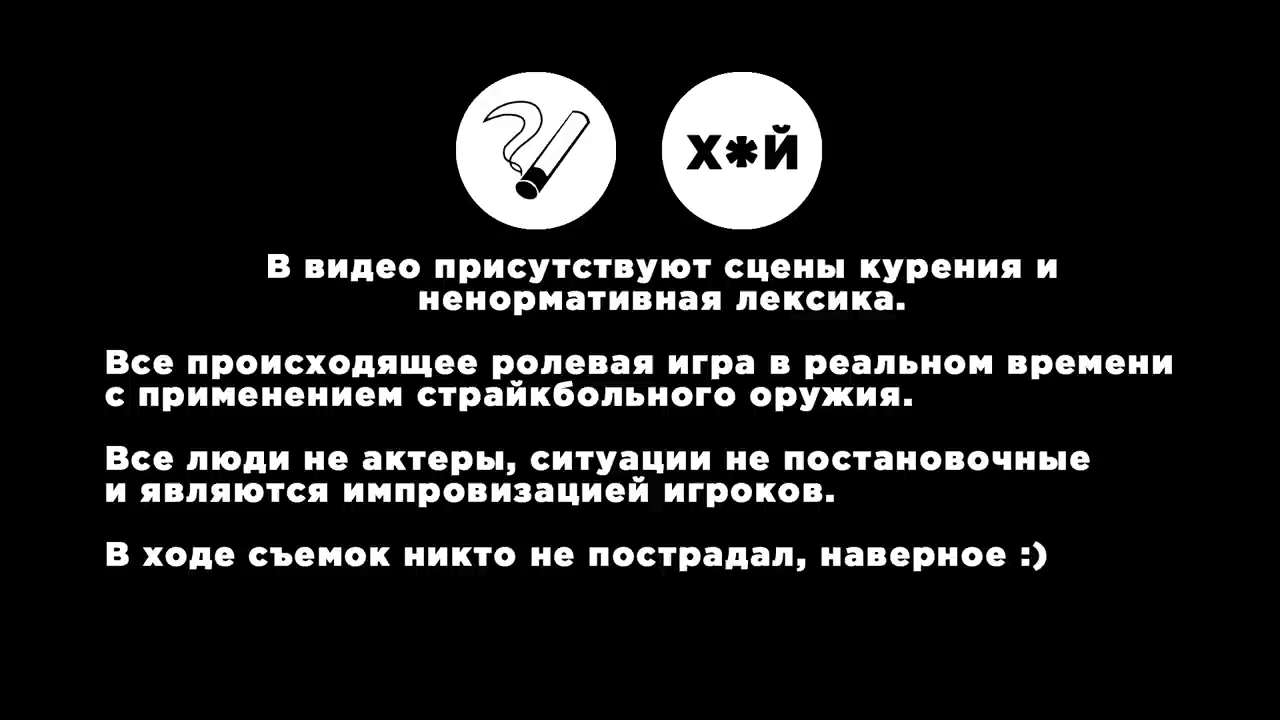 Х*Й
В видео присутствуют сцены курения и
ненормативная лексика.
Все происходящее ролевая игра в реальном времени
с применением страйкбольного оружия.
Все люди не актеры, ситуации не постановочные
и являются импровизацией игроков.
В ходе съемок никто не пострадал, наверное :)